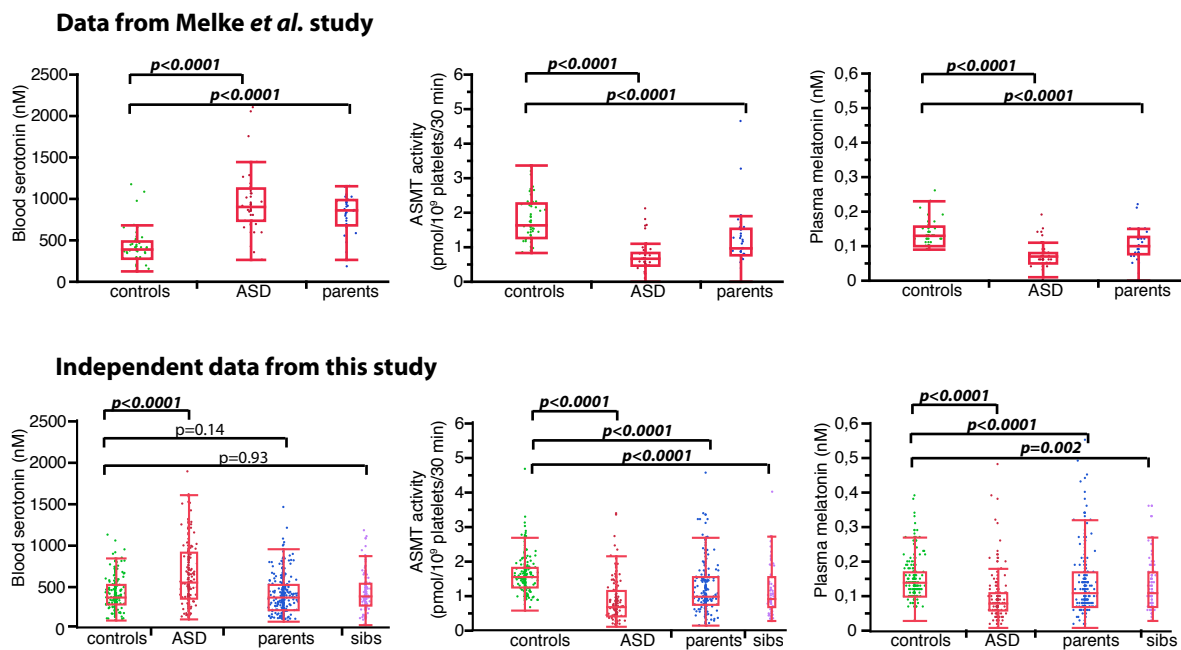 Data from Melke et al. study
Blood serotonin (nM)
2500
2000
1500
1000
500
0
p<0.0001
p<0.0001
controls ASD parents
ASMT activity
(pmol/10⁹ platelets/30 min)
6
5
4
3
2
1
0
p<0.0001
p<0.0001
controls ASD parents
Plasma melatonin (nM)
0,6
0,5
0,4
0,3
0,2
0,1
0
p<0.0001
p<0.0001
controls ASD parents
Independent data from this study
Blood serotonin (nM)
2500
2000
1500
1000
500
0
p<0.0001
p=0.14
p=0.93
controls ASD parents sibs
ASMT activity
(pmol/10⁹ platelets/30 min)
6
5
4
3
2
1
0
p<0.0001
p<0.0001
p<0.0001
controls ASD parents sibs
Plasma melatonin (nM)
0,6
0,5
0,4
0,3
0,2
0,1
0
p<0.0001
p<0.0001
p=0.002
controls ASD parents sibs